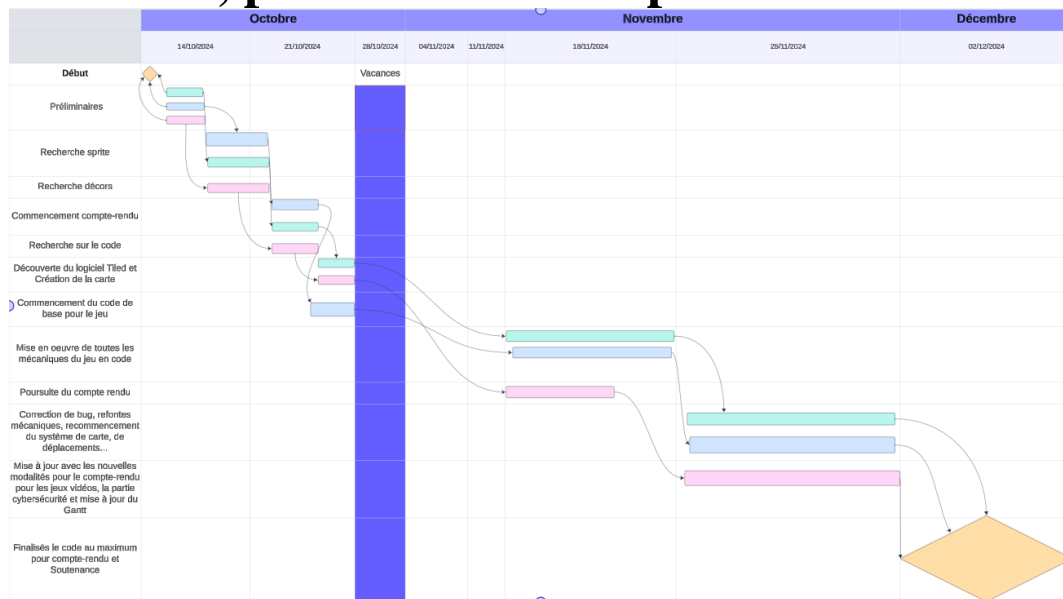 Octobre
Novembre
Décembre
14/10/2024
21/10/2024
28/10/2024
04/11/2024
11/11/2024
18/11/2024
25/11/2024
02/12/2024
Début
Vacances
Préliminaires
Recherche sprite
Recherche décors
Commencement compte-rendu
Recherche sur le code
Découverte du logiciel Tiled et
Création de la carte
Commencement du code de
base pour le jeu
Mise en oeuvre de toutes les
mécaniques du jeu en code
Poursuite du compte rendu
Correction de bug, refontes
mécaniques, recommencement
du système de carte, de
déplacements...
Mise à jour avec les nouvelles
modalités pour le compte-rendu
pour les jeux vidéos, la partie
cybersécurité et mise à jour du
Gantt
Finalisés le code au maximum
pour compte-rendu et
Soutenance